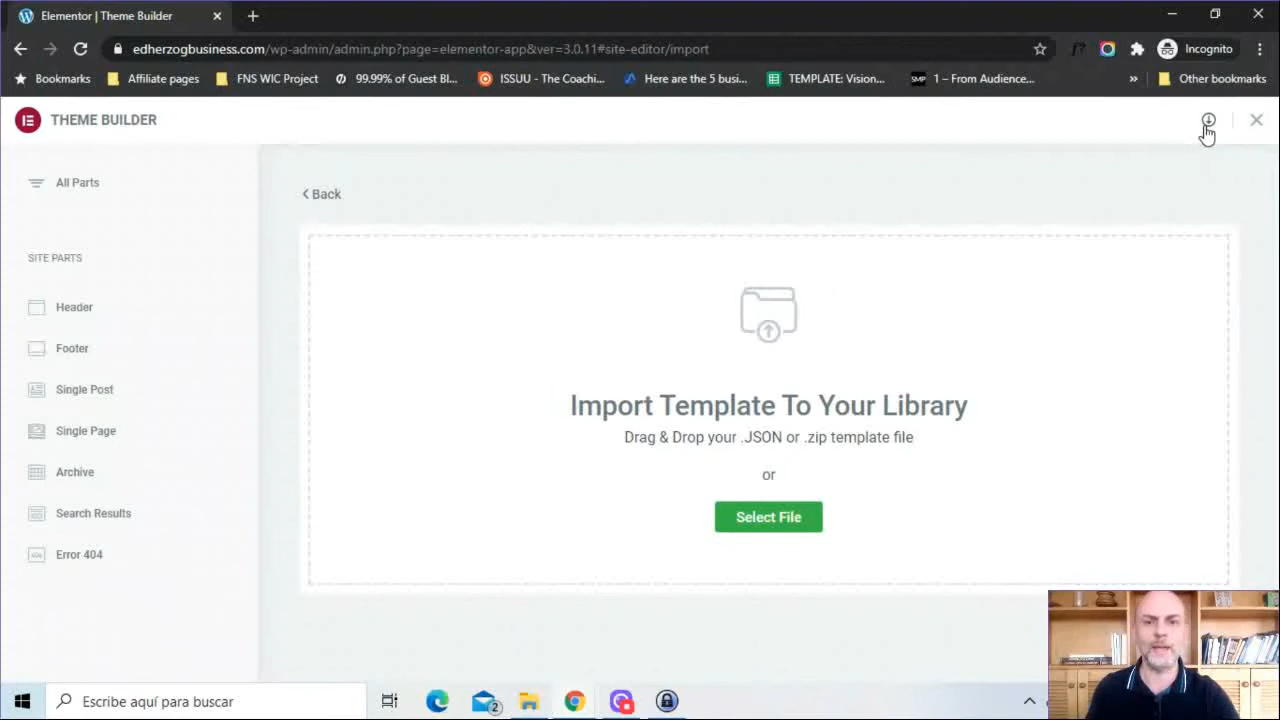 Elementor | Theme Builder
edherzogbusiness.com/wp-admin/admin.php?page=elementor-app&ver=3.0.11#site-editor/import
f?
Incognito
Bookmarks
Affiliate pages
FNS WIC Project
99.99% of Guest Bl...
ISSUU - The Coachi...
Here are the 5 busi...
TEMPLATE: Vision...
SMP
1 – From Audience...
»
Other bookmarks
THEME BUILDER
All Parts
Back
SITE PARTS
Header
Footer
Single Post
Single Page
Archive
Search Results
Error 404
Import Template To Your Library
Drag & Drop your .JSON or .zip template file
or
Select File
Escribe aquí para buscar
2